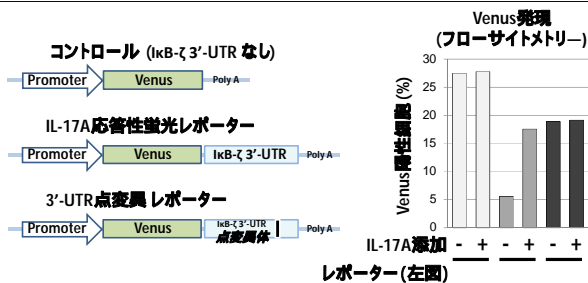 コントロール (IκB-ζ 3’-UTR なし)
Promoter Venus Poly A
IL-17A応答性蛍光レポーター
Promoter Venus IκB-ζ 3’-UTR Poly A
3’-UTR点変異 レポーター
Promoter Venus IκB-ζ 3’-UTR 点変異体 Poly A
Venus発現
(フローサイトメトリー)
Venus陽性細胞(%)
30
25
20
15
10
5
0
IL-17A添加 - + - + - +
レポーター(左図)